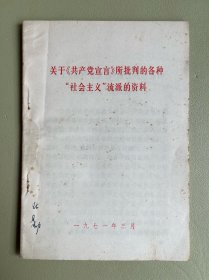 关于《共产党宣言》所批判的各种
“社会主义”流派的资料
一九七一年三月